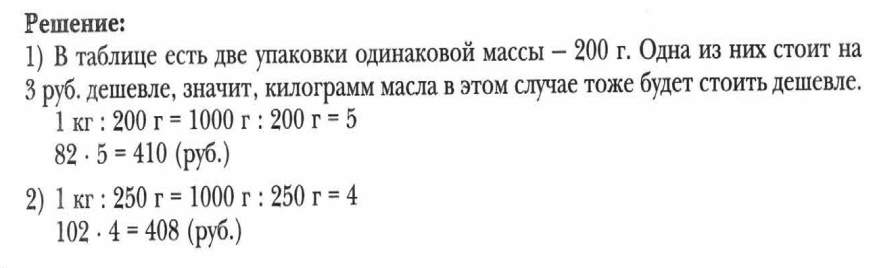 Решение:
1) В таблице есть две упаковки одинаковой массы – 200 г. Одна из них стоит на
3 руб. дешевле, значит, килограмм масла в этом случае тоже будет стоить дешевле.
1 кг : 200 г = 1000 г : 200 г = 5
82 · 5 = 410 (руб.)
2) 1 кг : 250 г = 1000 г : 250 г = 4
102 · 4 = 408 (руб.)